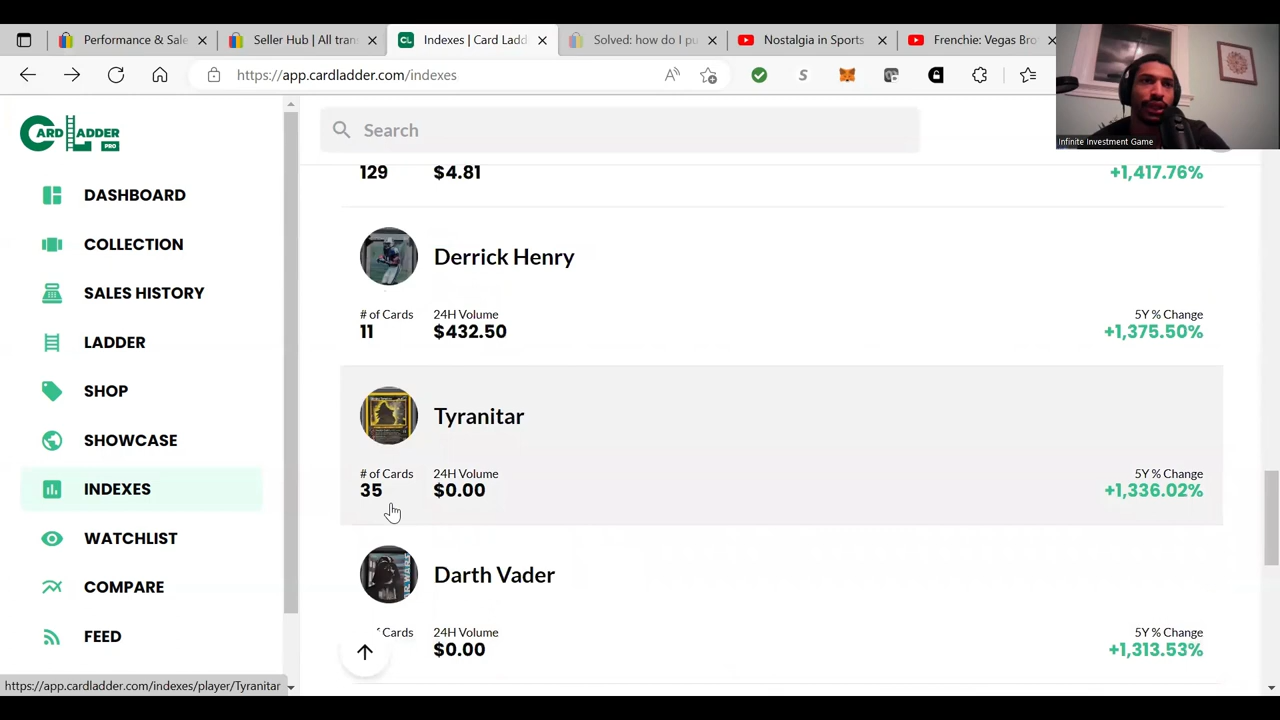 Performance & Sale
Seller Hub | All tran
Indexes | Card Ladd
Solved: how do I pu
Nostalgia in Sports
Frenchie: Vegas Bro
https://app.cardladder.com/indexes
Infinite Investment Game
CARD LADDER
PRO
Search
DASHBOARD
COLLECTION
SALES HISTORY
LADDER
SHOP
SHOWCASE
INDEXES
WATCHLIST
COMPARE
FEED
129 $4.81 +1,417.76%
Derrick Henry
# of Cards 24H Volume 5Y % Change
11 $432.50 +1,375.50%
Tyranitar
# of Cards 24H Volume 5Y % Change
35 $0.00 +1,336.02%
Darth Vader
of Cards 24H Volume 5Y % Change
$0.00 +1,313.53%
https://app.cardladder.com/indexes/player/Tyranitar